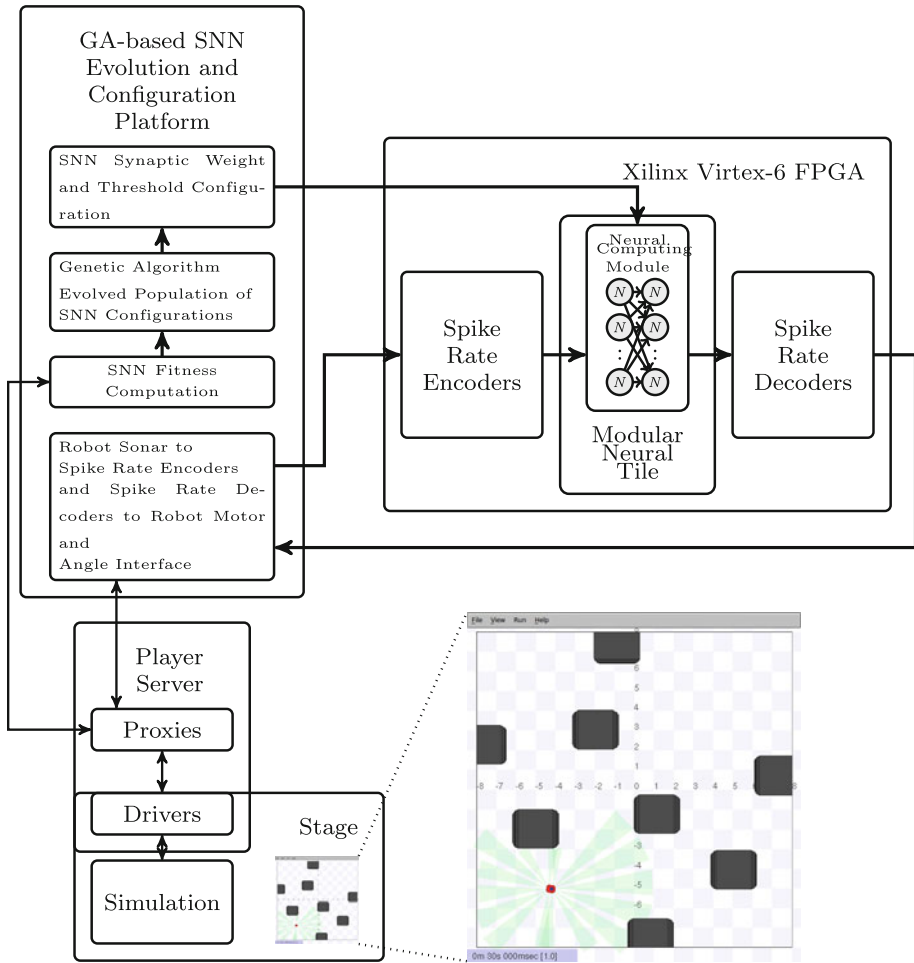 GA-based SNN
Evolution and
Configuration
Platform
SNN Synaptic Weight
and Threshold Configu-
ration
Genetic Algorithm
Evolved Population of
SNN Configurations
SNN Fitness
Computation
Robot Sonar to
Spike Rate Encoders
and Spike Rate De-
coders to Robot Motor
and
Angle Interface
Xilinx Virtex-6 FPGA
Spike
Rate
Encoders
Neural
Computing
Module
N N
N N
N N
Modular
Neural
Tile
Spike
Rate
Decoders
Player
Server
Proxies
Drivers
Simulation
Stage
File View Run Help
6
4
3
2
1
-8 -7 -6 -5 -4 -3 -2 -1 0 1 2 3 4 5 6 8
-3
-4
-5
-6
0m 30s 000msec [1.0]